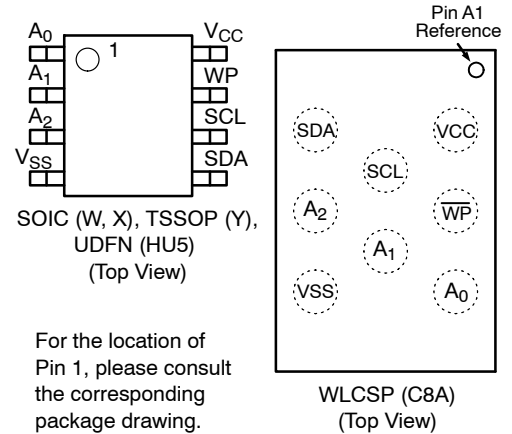 A0 VCC
1
A1 WP
A2 SCL
VSS SDA
SOIC (W, X), TSSOP (Y),
UDFN (HU5)
(Top View)
For the location of
Pin 1, please consult
the corresponding
package drawing.
Pin A1
Reference
SDA VCC
SCL
A2 W̅P̅
A1
VSS A0
WLCSP (C8A)
(Top View)